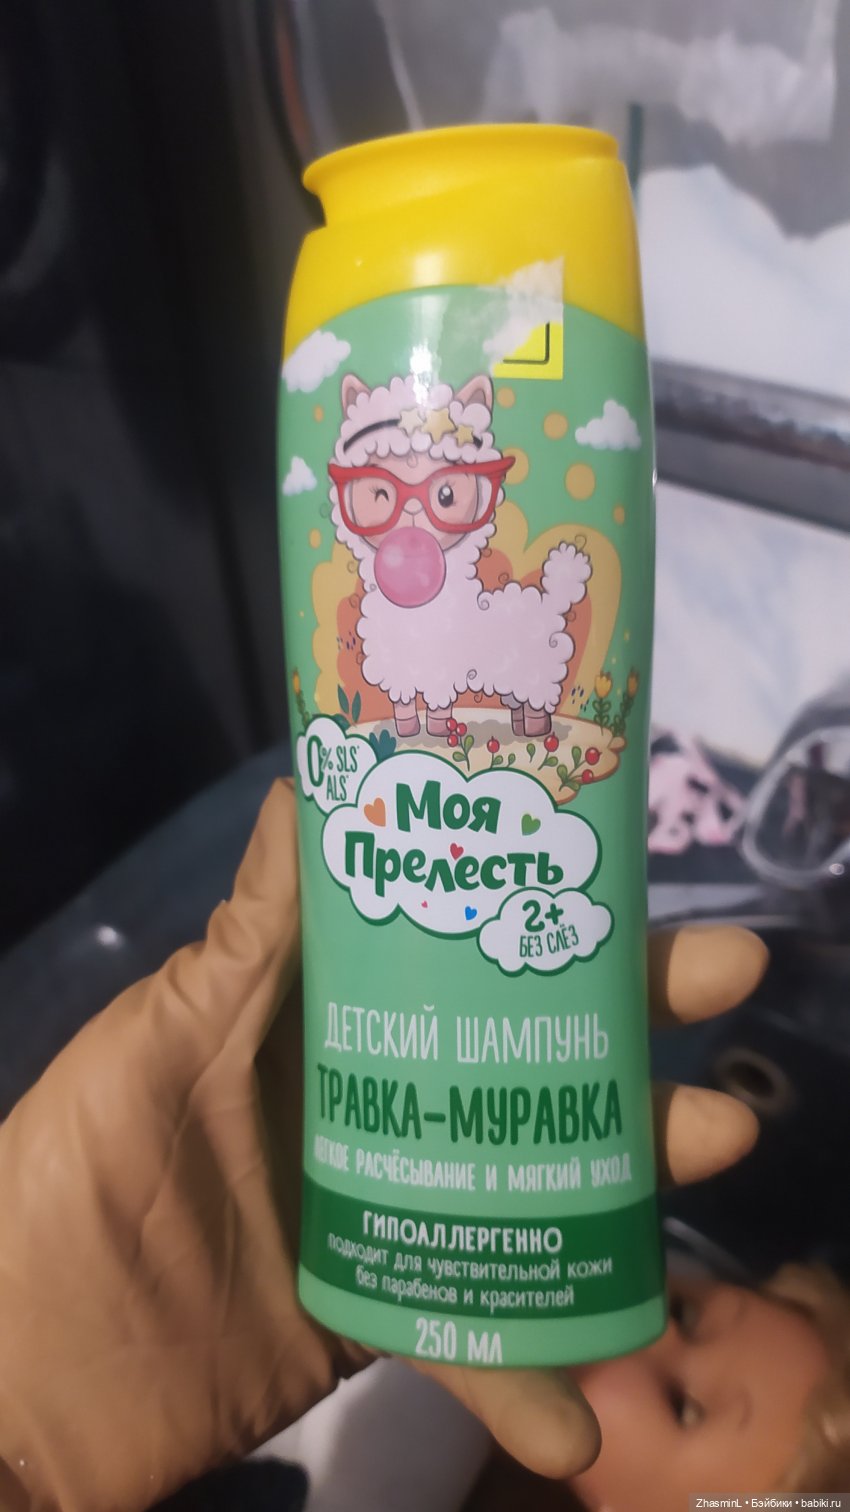 0% SLS*
ALS*
Моя
Прелесть
2+
БЕЗ СЛЁЗ
ДЕТСКИЙ ШАМПУНЬ
ТРАВКА-МУРАВКА
ЛЕГКОЕ РАСЧЁСЫВАНИЕ И МЯГКИЙ УХОД
ГИПОАЛЛЕРГЕННО
подходит для чувствительной кожи
без парабенов и красителей
250 МЛ
ZhasminL • Бэйбики • babiki.ru